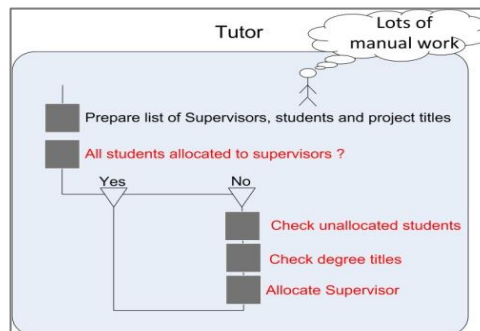 Tutor
Lots of
manual work
Prepare list of Supervisors, students and project titles
All students allocated to supervisors ?
Yes
No
Check unallocated students
Check degree titles
Allocate Supervisor